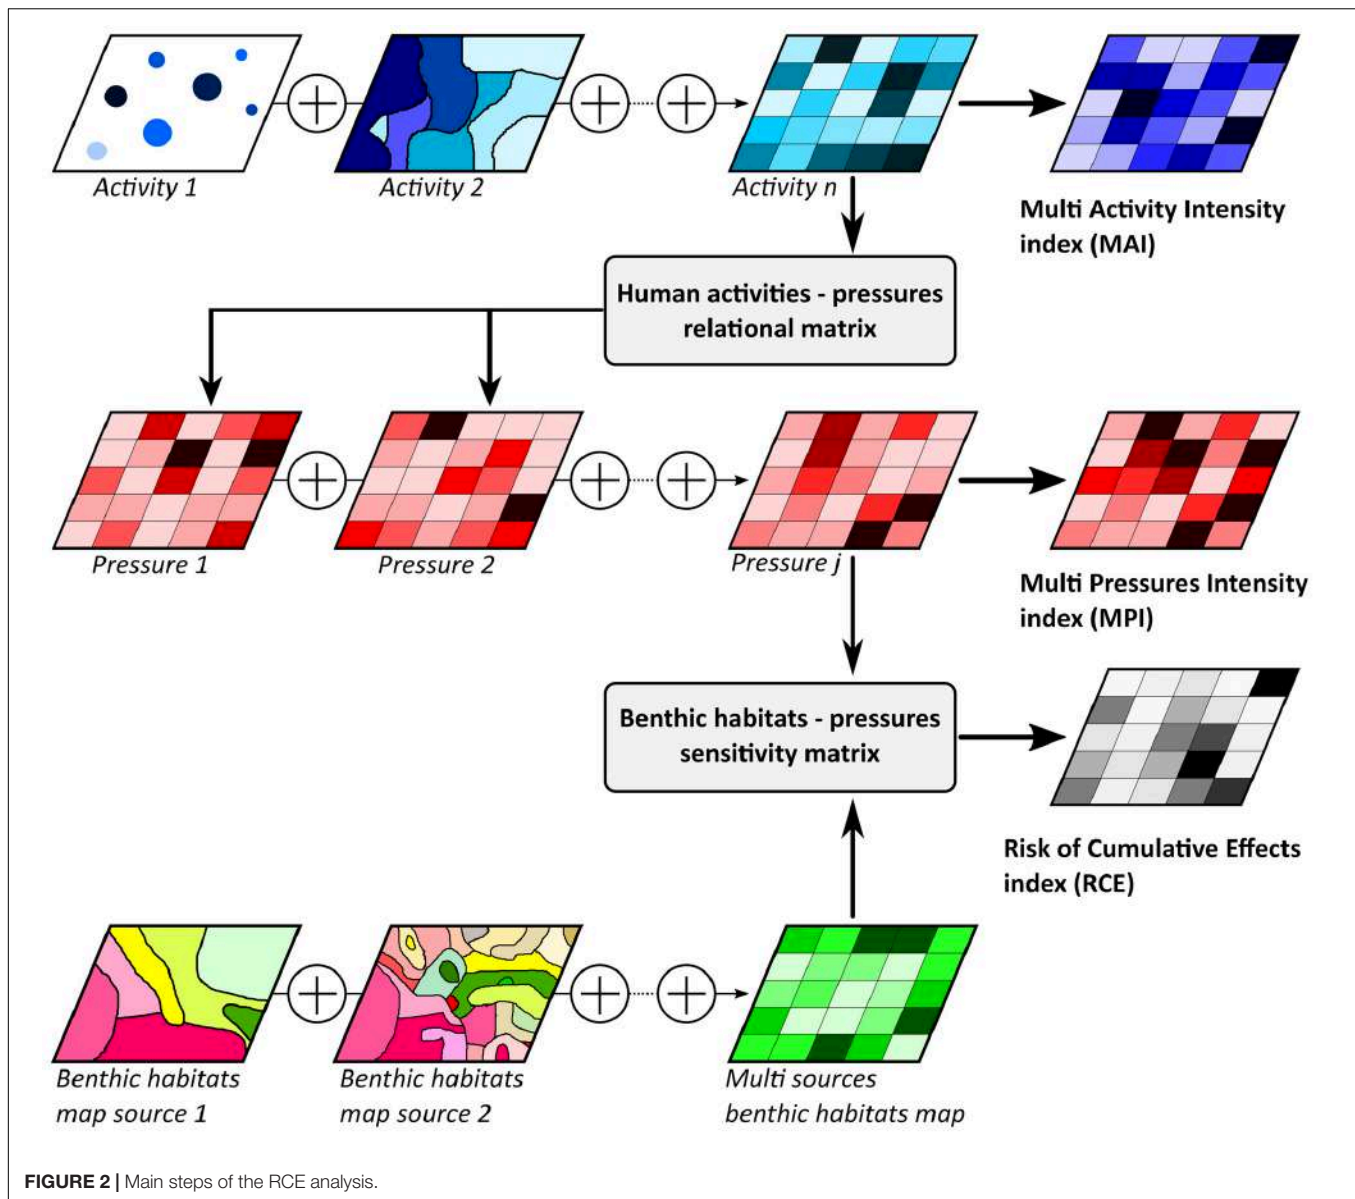 Activity 1
Activity 2
Activity n
Multi Activity Intensity
index (MAI)
Human activities - pressures
relational matrix
Pressure 1
Pressure 2
Pressure j
Multi Pressures Intensity
index (MPI)
Benthic habitats - pressures
sensitivity matrix
Risk of Cumulative Effects
index (RCE)
Benthic habitats
map source 1
Benthic habitats
map source 2
Multi sources
benthic habitats map
FIGURE 2 | Main steps of the RCE analysis.